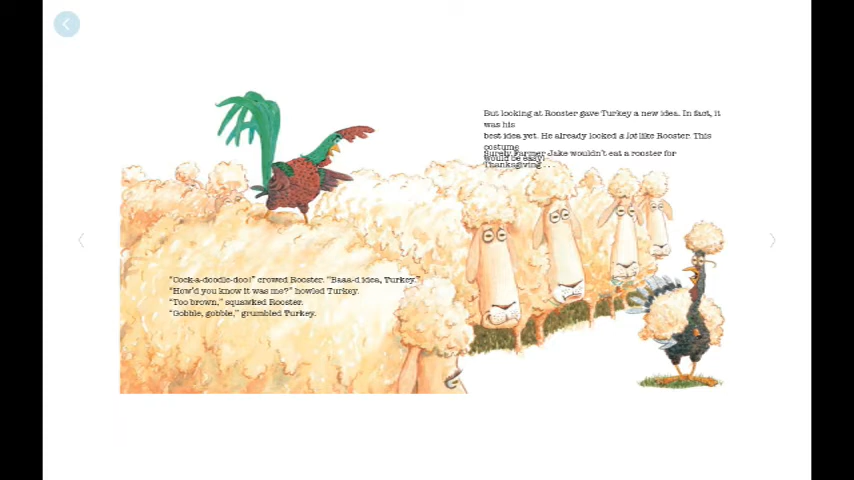 "Cock-a-doodle-doo!" crowed Rooster. "Baaa-d idea, Turkey."
"How'd you know it was me?" howled Turkey.
"Too brown," squawked Rooster.
"Gobble, gobble," grumbled Turkey.
But looking at Rooster gave Turkey a new idea. In fact, it
was his
best idea yet. He already looked a lot like Rooster. This
costume
would be easy!
Surely Farmer Jake wouldn't eat a rooster for
Thanksgiving . . .